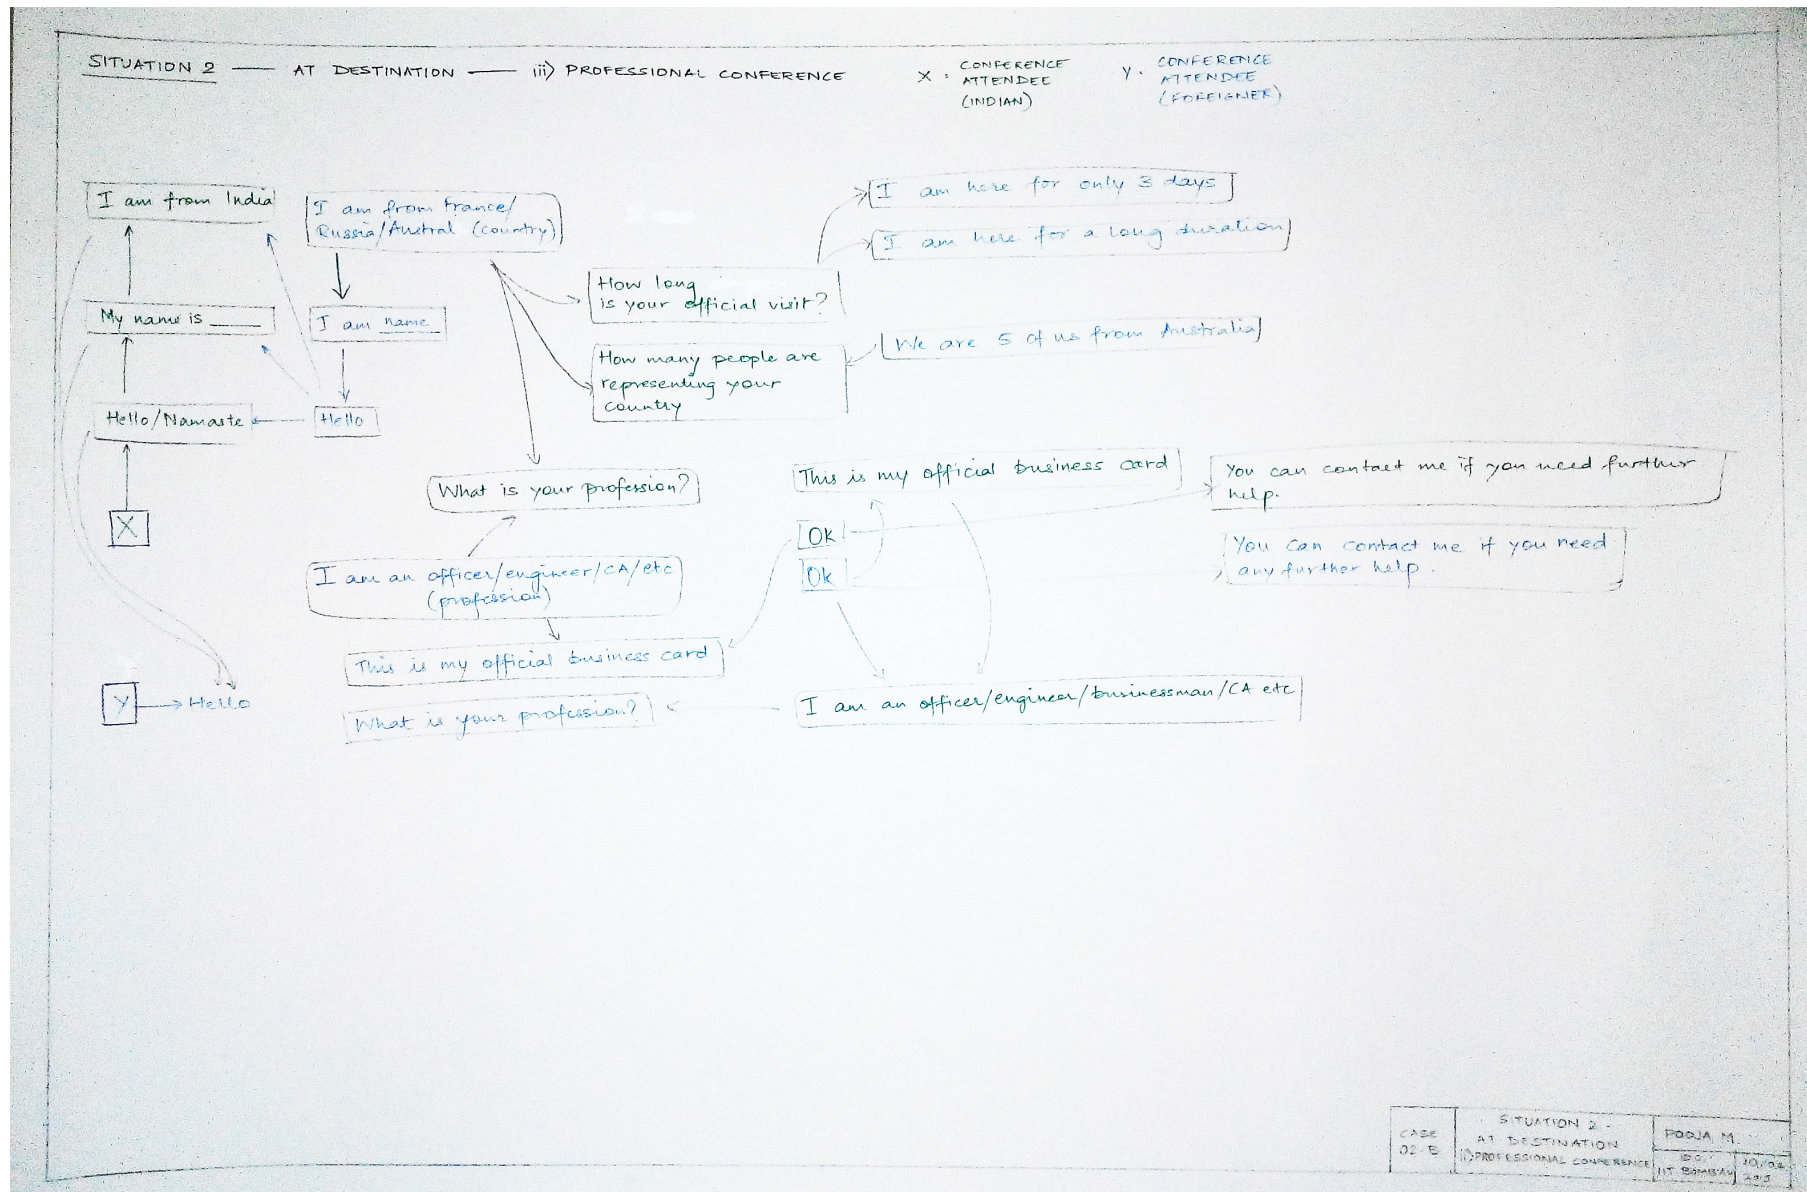 SITUATION 2 — AT DESTINATION — iii) PROFESSIONAL CONFERENCE
X . CONFERENCE
ATTENDEE
(INDIAN)
Y . CONFERENCE
ATTENDEE
(FOREIGNER)
I am from India
I am from France/
Russia/Austral (country)
I am here for only 3 days
I am here for a long duration
How long
is your official visit?
My name is _____
I am name
We are 5 of us from Australia
How many people are
representing your
country
Hello/Namaste
Hello
What is your profession?
This is my official business card
You can contact me if you need further
help.
X
Ok
Ok
You can contact me if you need
any further help.
I am an officer/engineer/CA/etc
(profession)
This is my official business card
Y
Hello
What is your profession?
I am an officer/engineer/businessman/CA etc
CASE
02-B
SITUATION 2 -
AT DESTINATION
PROFESSIONAL CONFERENCE
POOJA M.
IIT BOMBAY